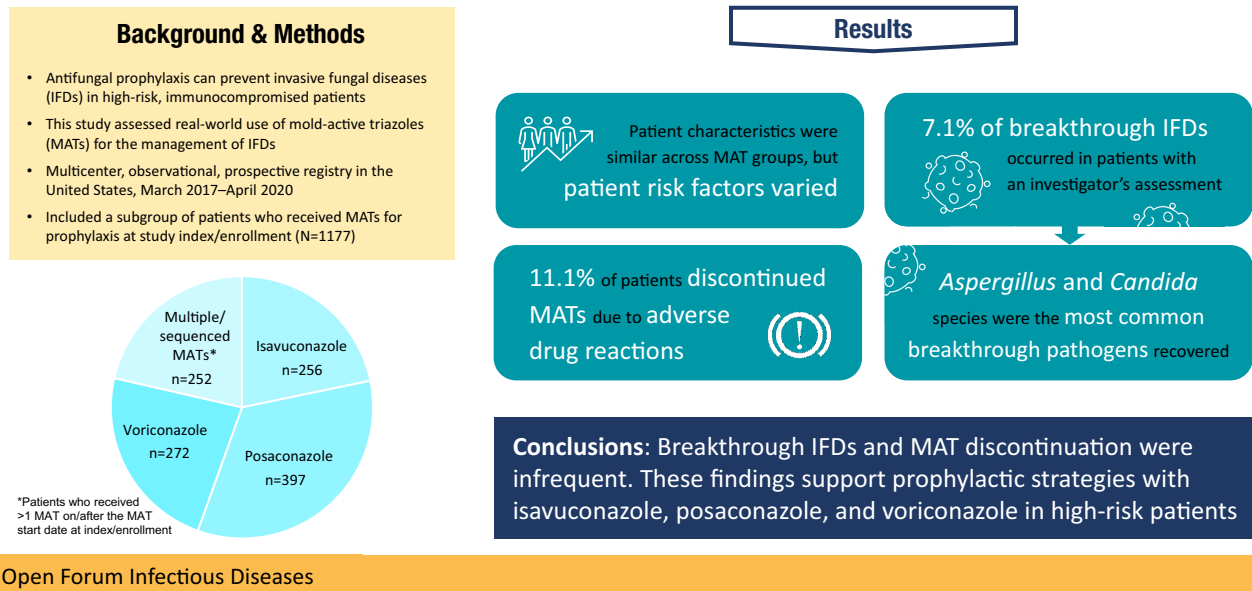 Background & Methods
• Antifungal prophylaxis can prevent invasive fungal diseases
(IFDs) in high-risk, immunocompromised patients
• This study assessed real-world use of mold-active triazoles
(MATs) for the management of IFDs
• Multicenter, observational, prospective registry in the
United States, March 2017–April 2020
• Included a subgroup of patients who received MATs for
prophylaxis at study index/enrollment (N=1177)
Multiple/
sequenced
MATs*
n=252
Isavuconazole
n=256
Voriconazole
n=272
Posaconazole
n=397
*Patients who received
>1 MAT on/after the MAT
start date at index/enrollment
Results
Patient characteristics were
similar across MAT groups, but
patient risk factors varied
7.1% of breakthrough IFDs
occurred in patients with
an investigator’s assessment
11.1% of patients discontinued
MATs due to adverse
drug reactions
Aspergillus and Candida
species were the most common
breakthrough pathogens recovered
Conclusions: Breakthrough IFDs and MAT discontinuation were
infrequent. These findings support prophylactic strategies with
isavuconazole, posaconazole, and voriconazole in high-risk patients
Open Forum Infectious Diseases